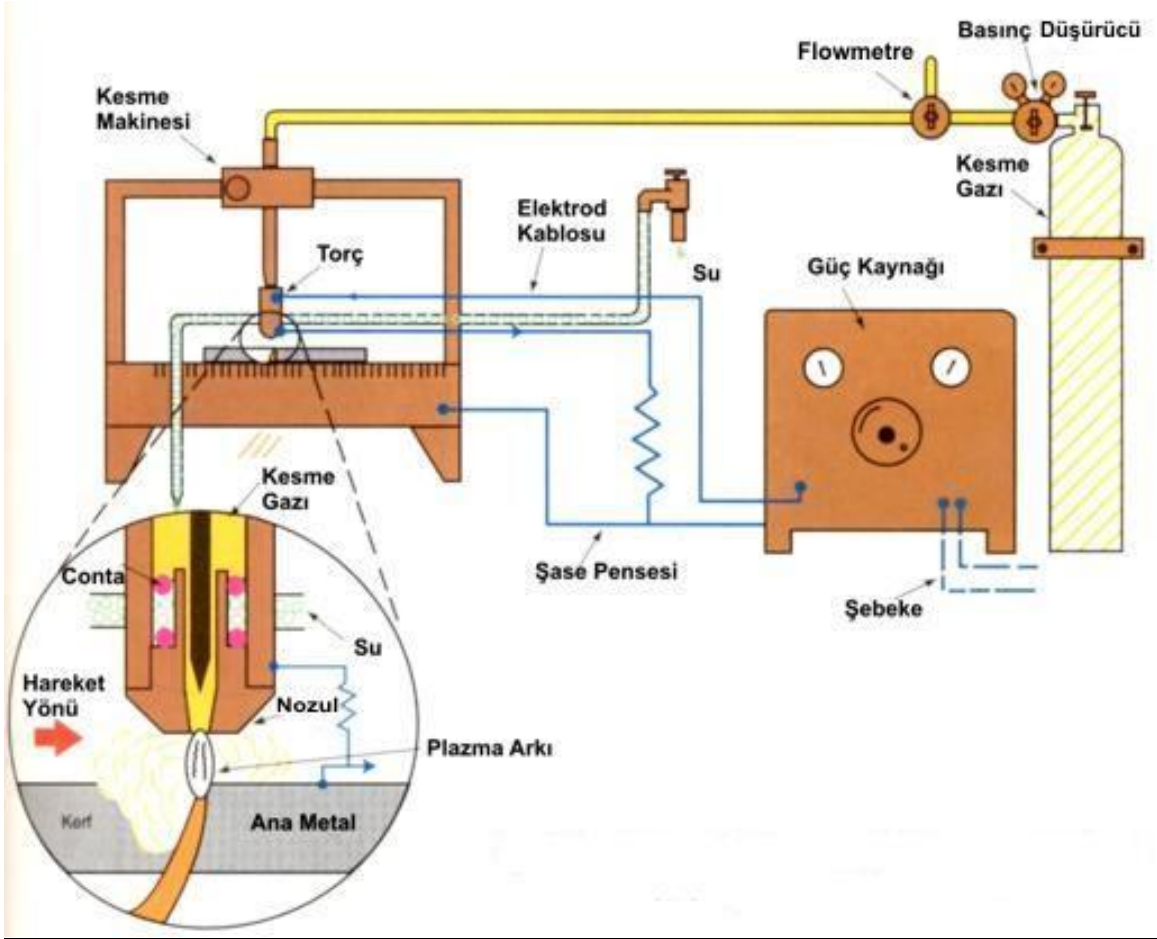 Basınç Düşürücü
Flowmetre
Kesme
Makinesi
Kesme
Gazı
Elektrod
Kablosu
Torç
Su
Güç Kaynağı
Kesme
Gazı
Conta
Şase Pensesi
Şebeke
Su
Hareket
Yönü
Nozul
Plazma Arkı
Kerf
Ana Metal